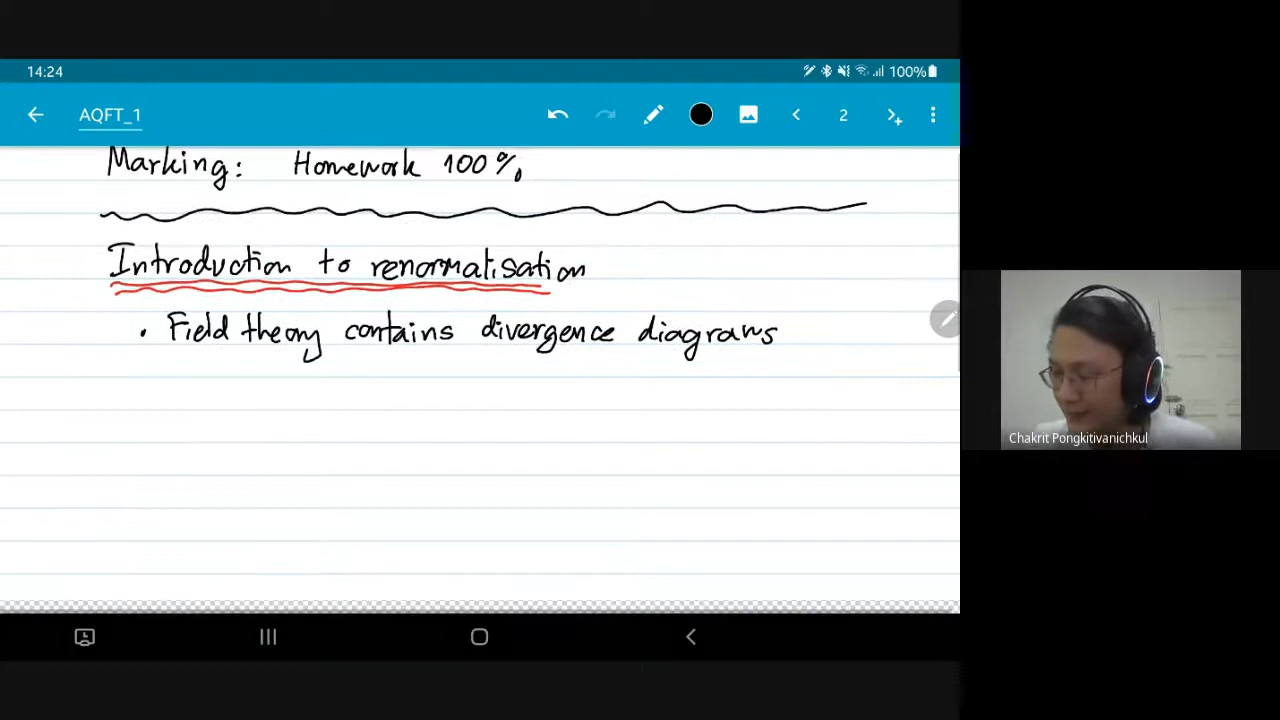 14:24
100%
AQFT_1
2
Marking: Homework 100%
Introduction to renormalisation
• Field theory contains divergence diagrams
Chakrit Pongkitivanichkul